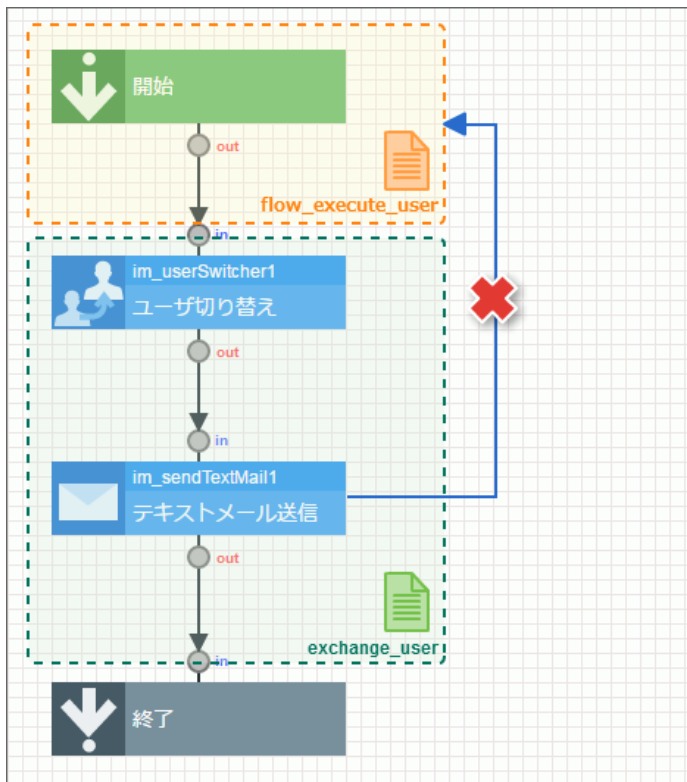 開始
out
flow_execute_user
in
im_userSwitcher1
ユーザ切り替え
out
in
im_sendTextMail1
テキストメール送信
out
exchange_user
in
終了